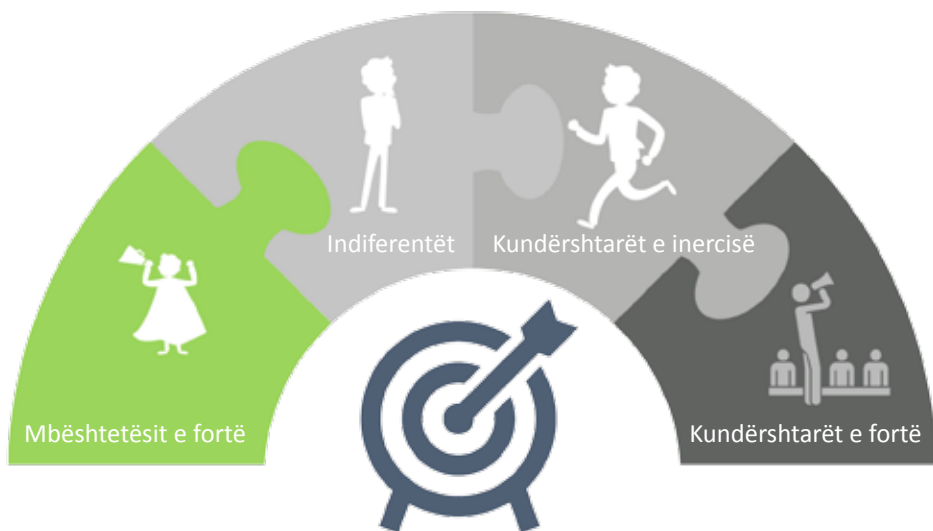 Indiferentët
Kundërshtarët e inercisë
Mbështetësit e fortë
Kundërshtarët e fortë